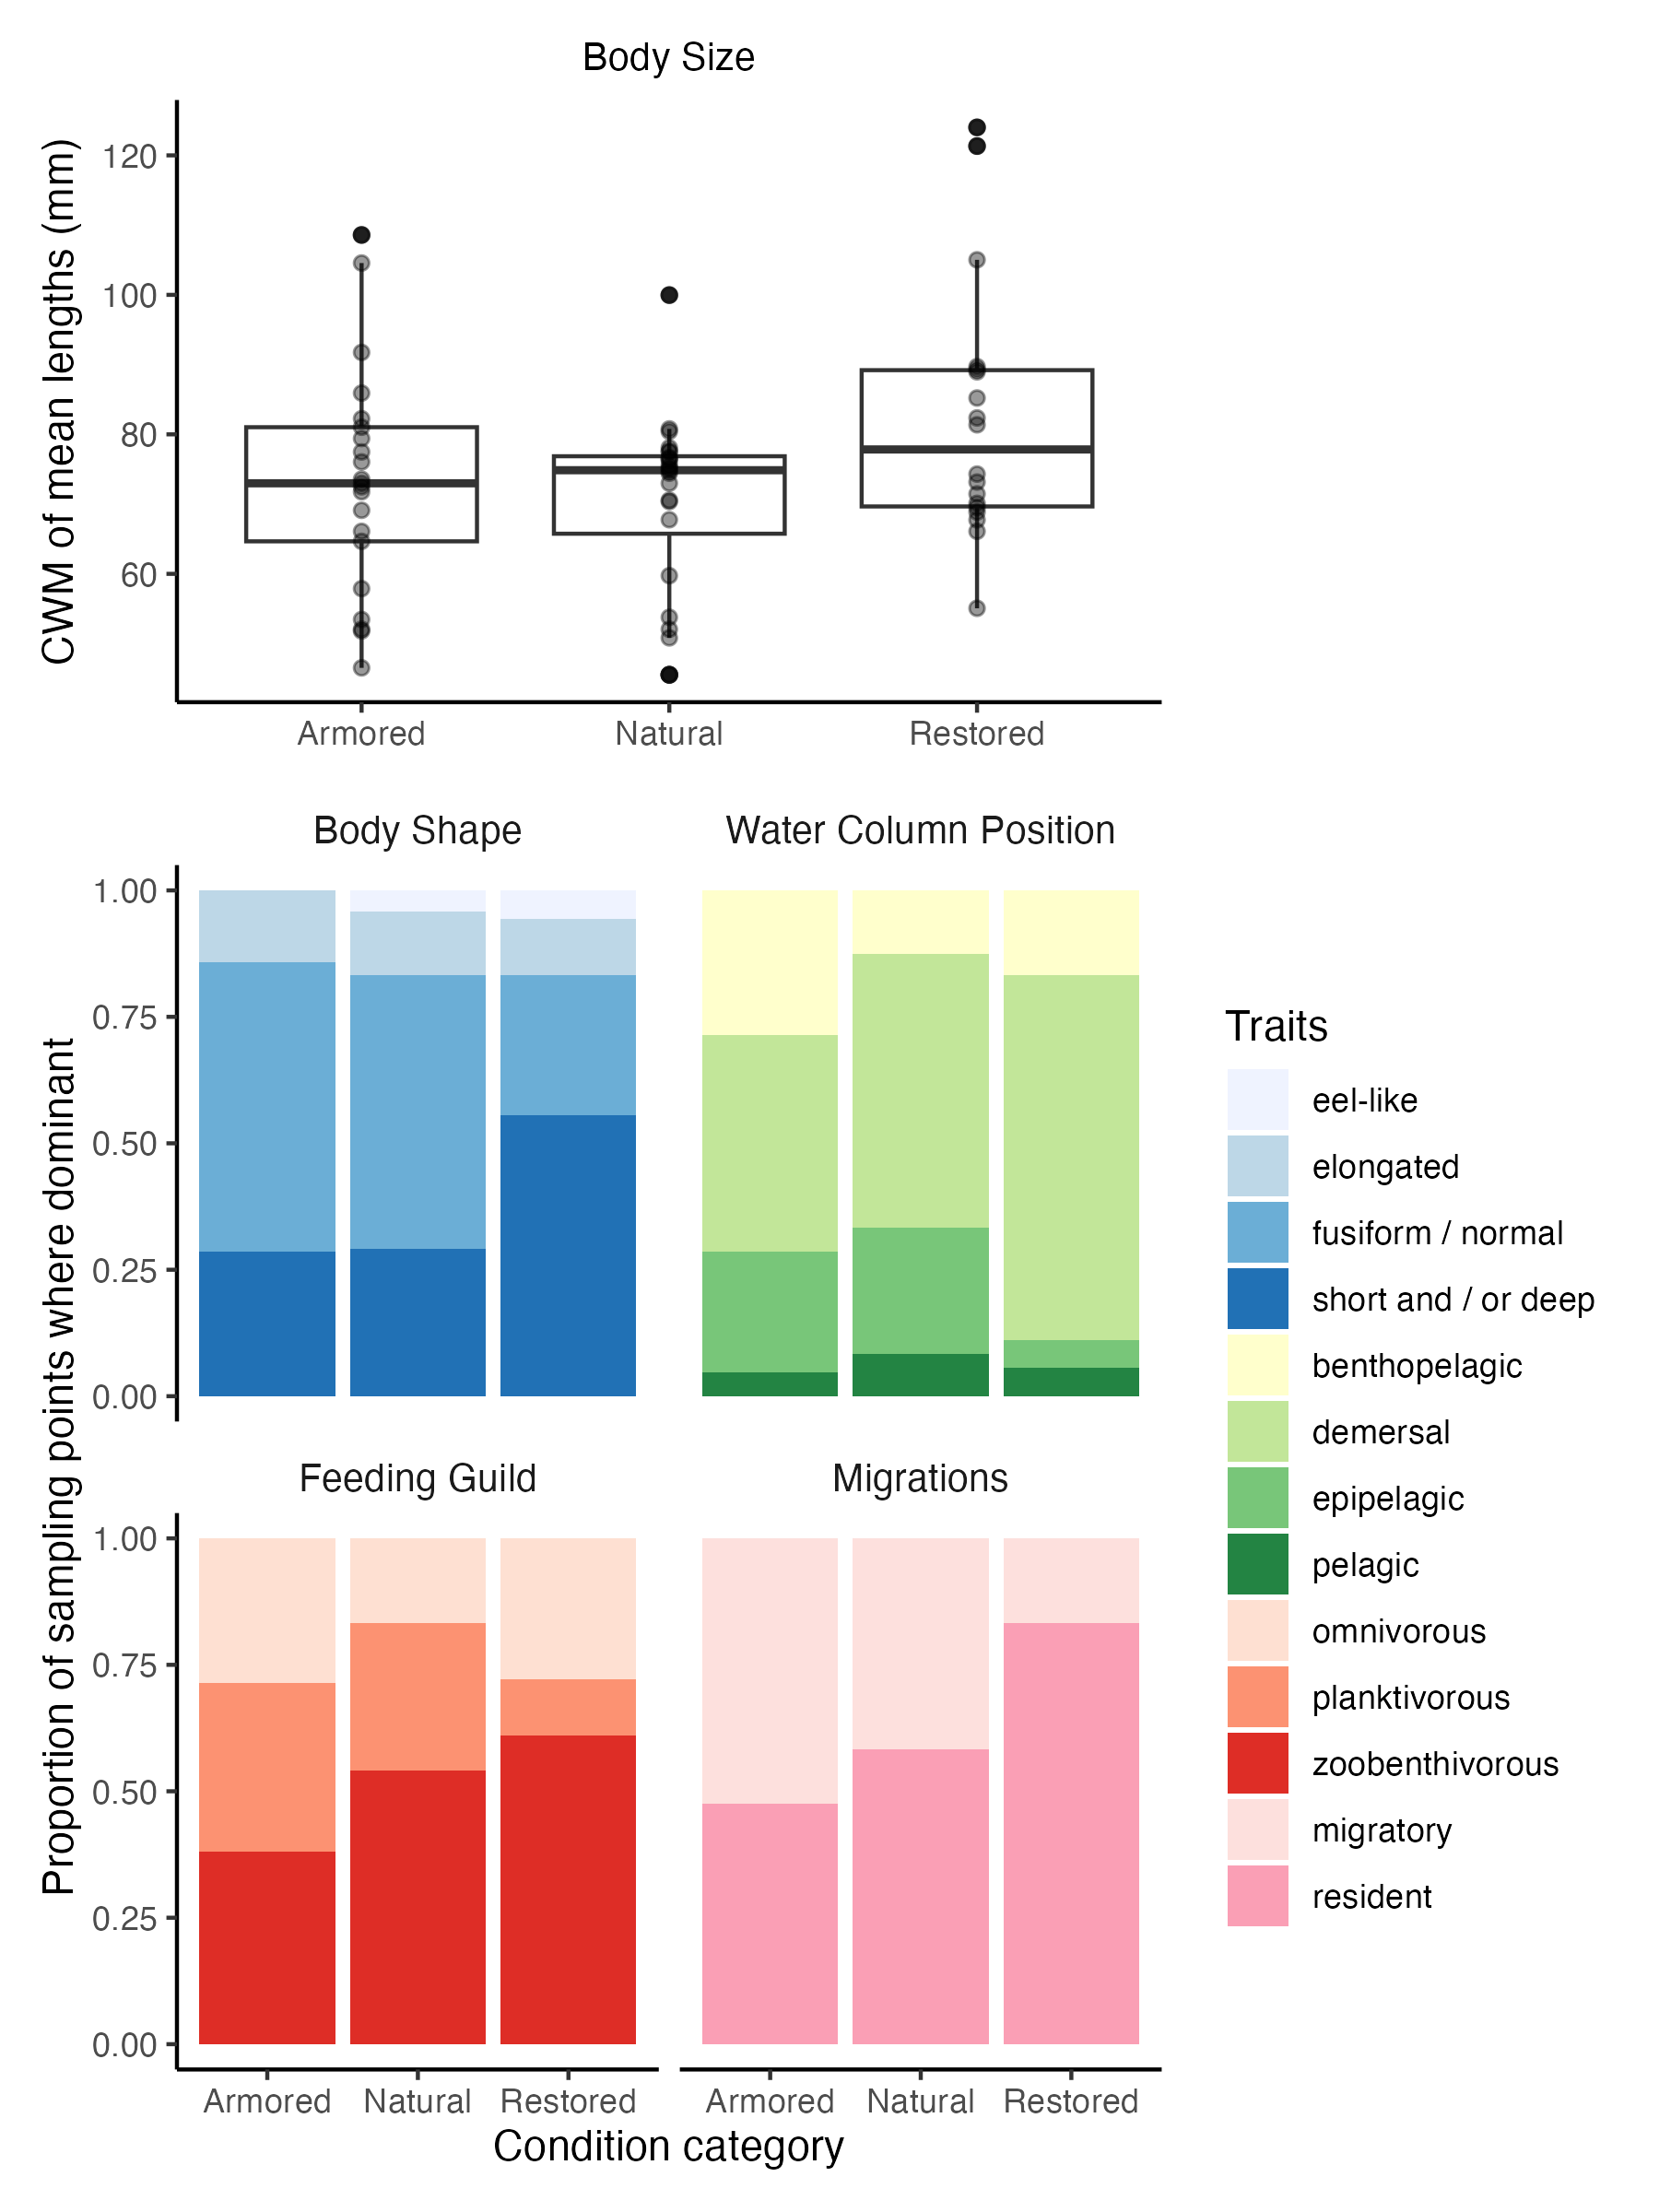 Body Size
CWM of mean lengths (mm)
120
100
80
60
Armored Natural Restored
Proportion of sampling points where dominant
Body Shape Water Column Position
1.00
0.75
0.50
0.25
0.00
Feeding Guild Migrations
1.00
0.75
0.50
0.25
0.00
Armored Natural Restored Armored Natural Restored
Condition category
Traits
eel-like
elongated
fusiform / normal
short and / or deep
benthopelagic
demersal
epipelagic
pelagic
omnivorous
planktivorous
zoobenthivorous
migratory
resident